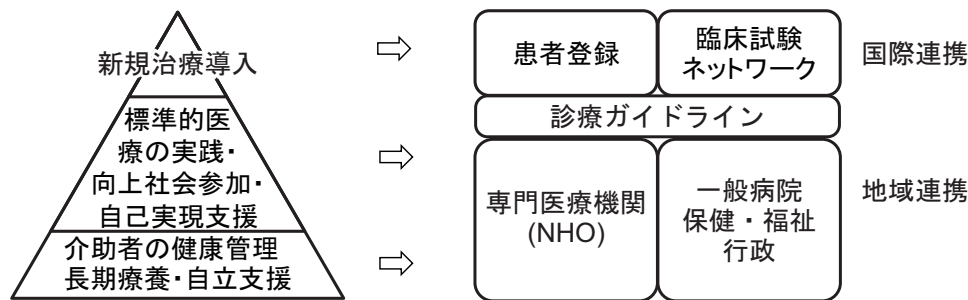 新規治療導入
標準的医
療の実践・
向上社会参加・
自己実現支援
介助者の健康管理
長期療養・自立支援
⇨
⇨
⇨
患者登録
臨床試験
ネットワーク
国際連携
診療ガイドライン
専門医療機関
(NHO)
一般病院
保健・福祉
行政
地域連携